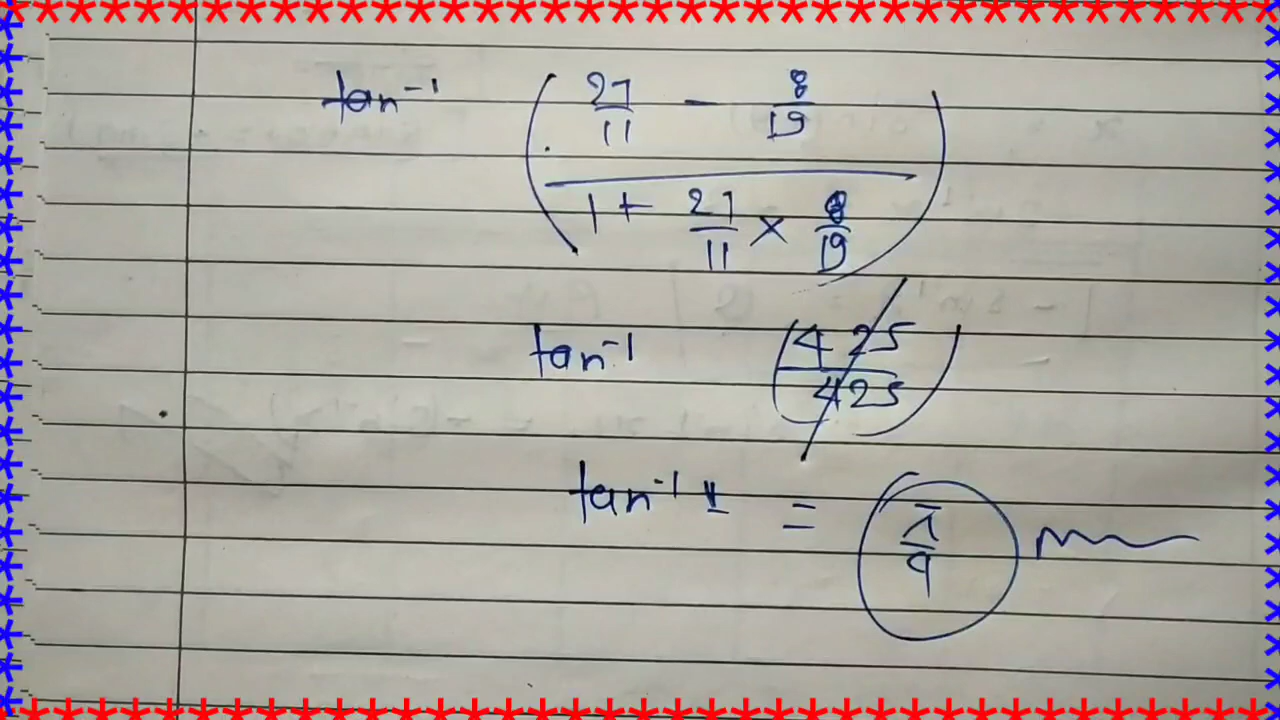 tan⁻¹ ( (27/11 - 8/19) / (1 + 27/11 × 8/19) )
tan⁻¹ (425/425)
tan⁻¹ 1 = π/4